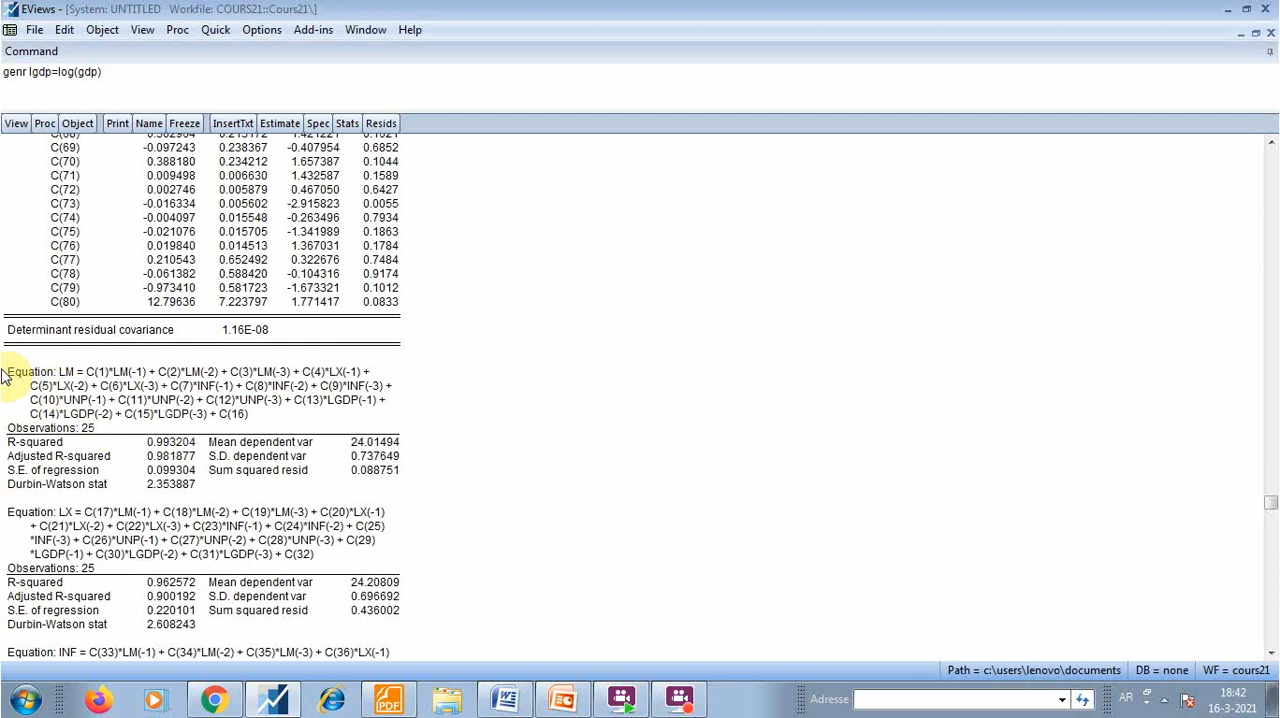 EViews - [System: UNTITLED   Workfile: COURS21::Cours21\]
File Edit Object View Proc Quick Options Add-ins Window Help
Command
genr lgdp=log(gdp)
View Proc Object Print Name Freeze InsertTxt Estimate Spec Stats Resids
C(69) -0.097243 0.238367 -0.407954 0.6852
C(70) 0.388180 0.234212 1.657387 0.1044
C(71) 0.009498 0.006630 1.432587 0.1589
C(72) 0.002746 0.005879 0.467050 0.6427
C(73) -0.016334 0.005602 -2.915823 0.0055
C(74) -0.004097 0.015548 -0.263496 0.7934
C(75) -0.021076 0.015705 -1.341989 0.1863
C(76) 0.019840 0.014513 1.367031 0.1784
C(77) 0.210543 0.652492 0.322676 0.7484
C(78) -0.061382 0.588420 -0.104316 0.9174
C(79) -0.973410 0.581723 -1.673321 0.1012
C(80) 12.79636 7.223797 1.771417 0.0833
Determinant residual covariance 1.16E-08
Equation: LM = C(1)*LM(-1) + C(2)*LM(-2) + C(3)*LM(-3) + C(4)*LX(-1) +
C(5)*LX(-2) + C(6)*LX(-3) + C(7)*INF(-1) + C(8)*INF(-2) + C(9)*INF(-3) +
C(10)*UNP(-1) + C(11)*UNP(-2) + C(12)*UNP(-3) + C(13)*LGDP(-1) +
C(14)*LGDP(-2) + C(15)*LGDP(-3) + C(16)
Observations: 25
R-squared 0.993204 Mean dependent var 24.01494
Adjusted R-squared 0.981877 S.D. dependent var 0.737649
S.E. of regression 0.099304 Sum squared resid 0.088751
Durbin-Watson stat 2.353887
Equation: LX = C(17)*LM(-1) + C(18)*LM(-2) + C(19)*LM(-3) + C(20)*LX(-1)
+ C(21)*LX(-2) + C(22)*LX(-3) + C(23)*INF(-1) + C(24)*INF(-2) + C(25)
*INF(-3) + C(26)*UNP(-1) + C(27)*UNP(-2) + C(28)*UNP(-3) + C(29)
*LGDP(-1) + C(30)*LGDP(-2) + C(31)*LGDP(-3) + C(32)
Observations: 25
R-squared 0.962572 Mean dependent var 24.20809
Adjusted R-squared 0.900192 S.D. dependent var 0.696692
S.E. of regression 0.220101 Sum squared resid 0.436002
Durbin-Watson stat 2.608243
Equation: INF = C(33)*LM(-1) + C(34)*LM(-2) + C(35)*LM(-3) + C(36)*LX(-1)
Path = c:\users\lenovo\documents DB = none WF = cours21
PDF
Adresse
AR
18:42
16-3-2021